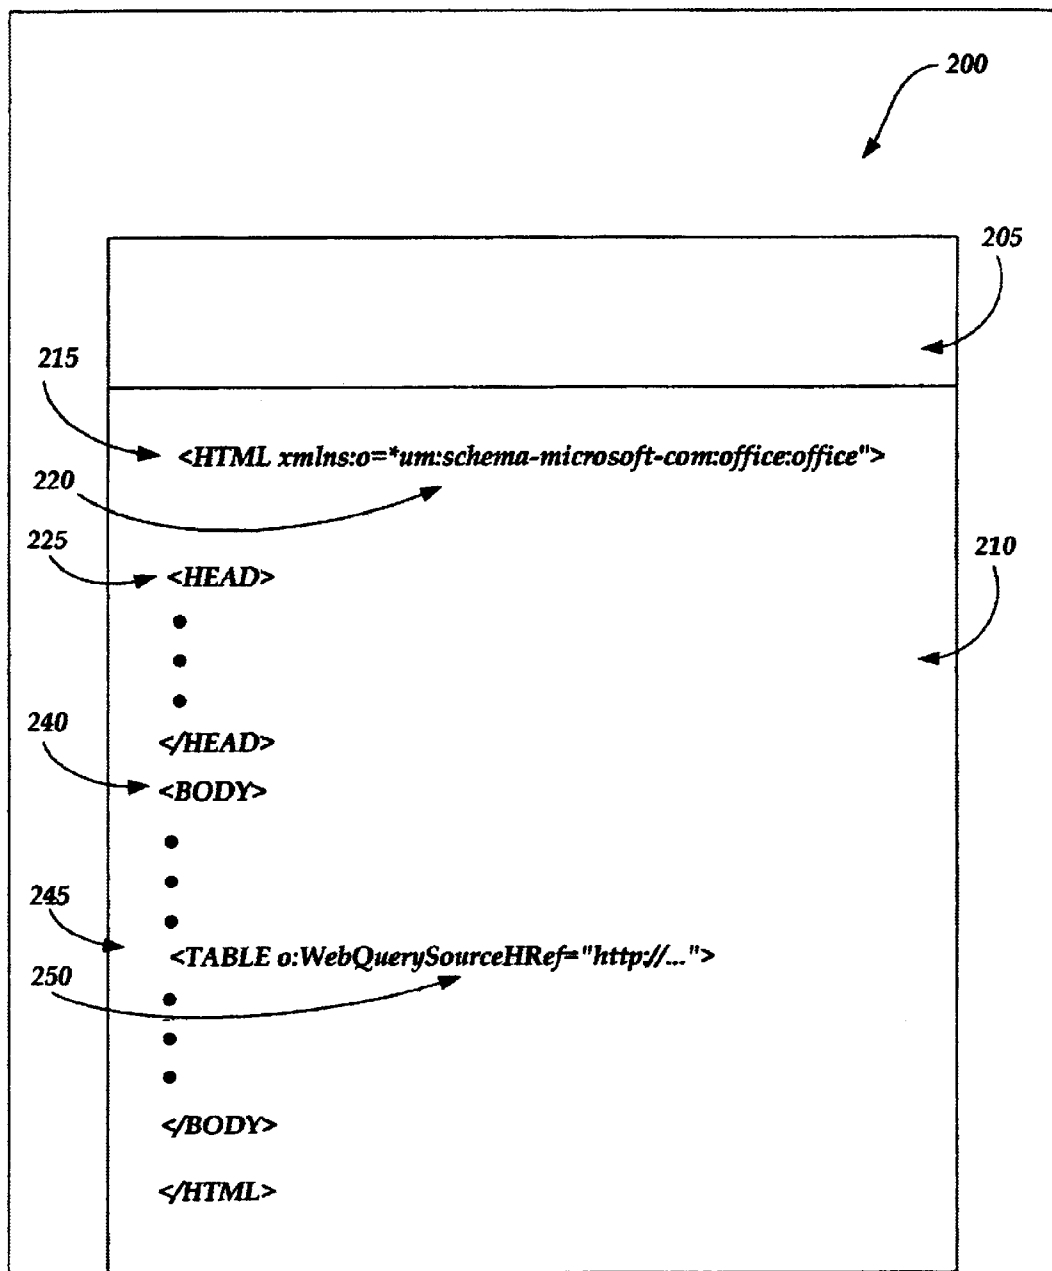 200
205
215
<HTML xmlns:o=*um:schema-microsoft-com:office:office">
220
225
210
<HEAD>
</HEAD>
240
<BODY>
245
<TABLE o:WebQuerySourceHRef="http://...">
250
</BODY>
</HTML>